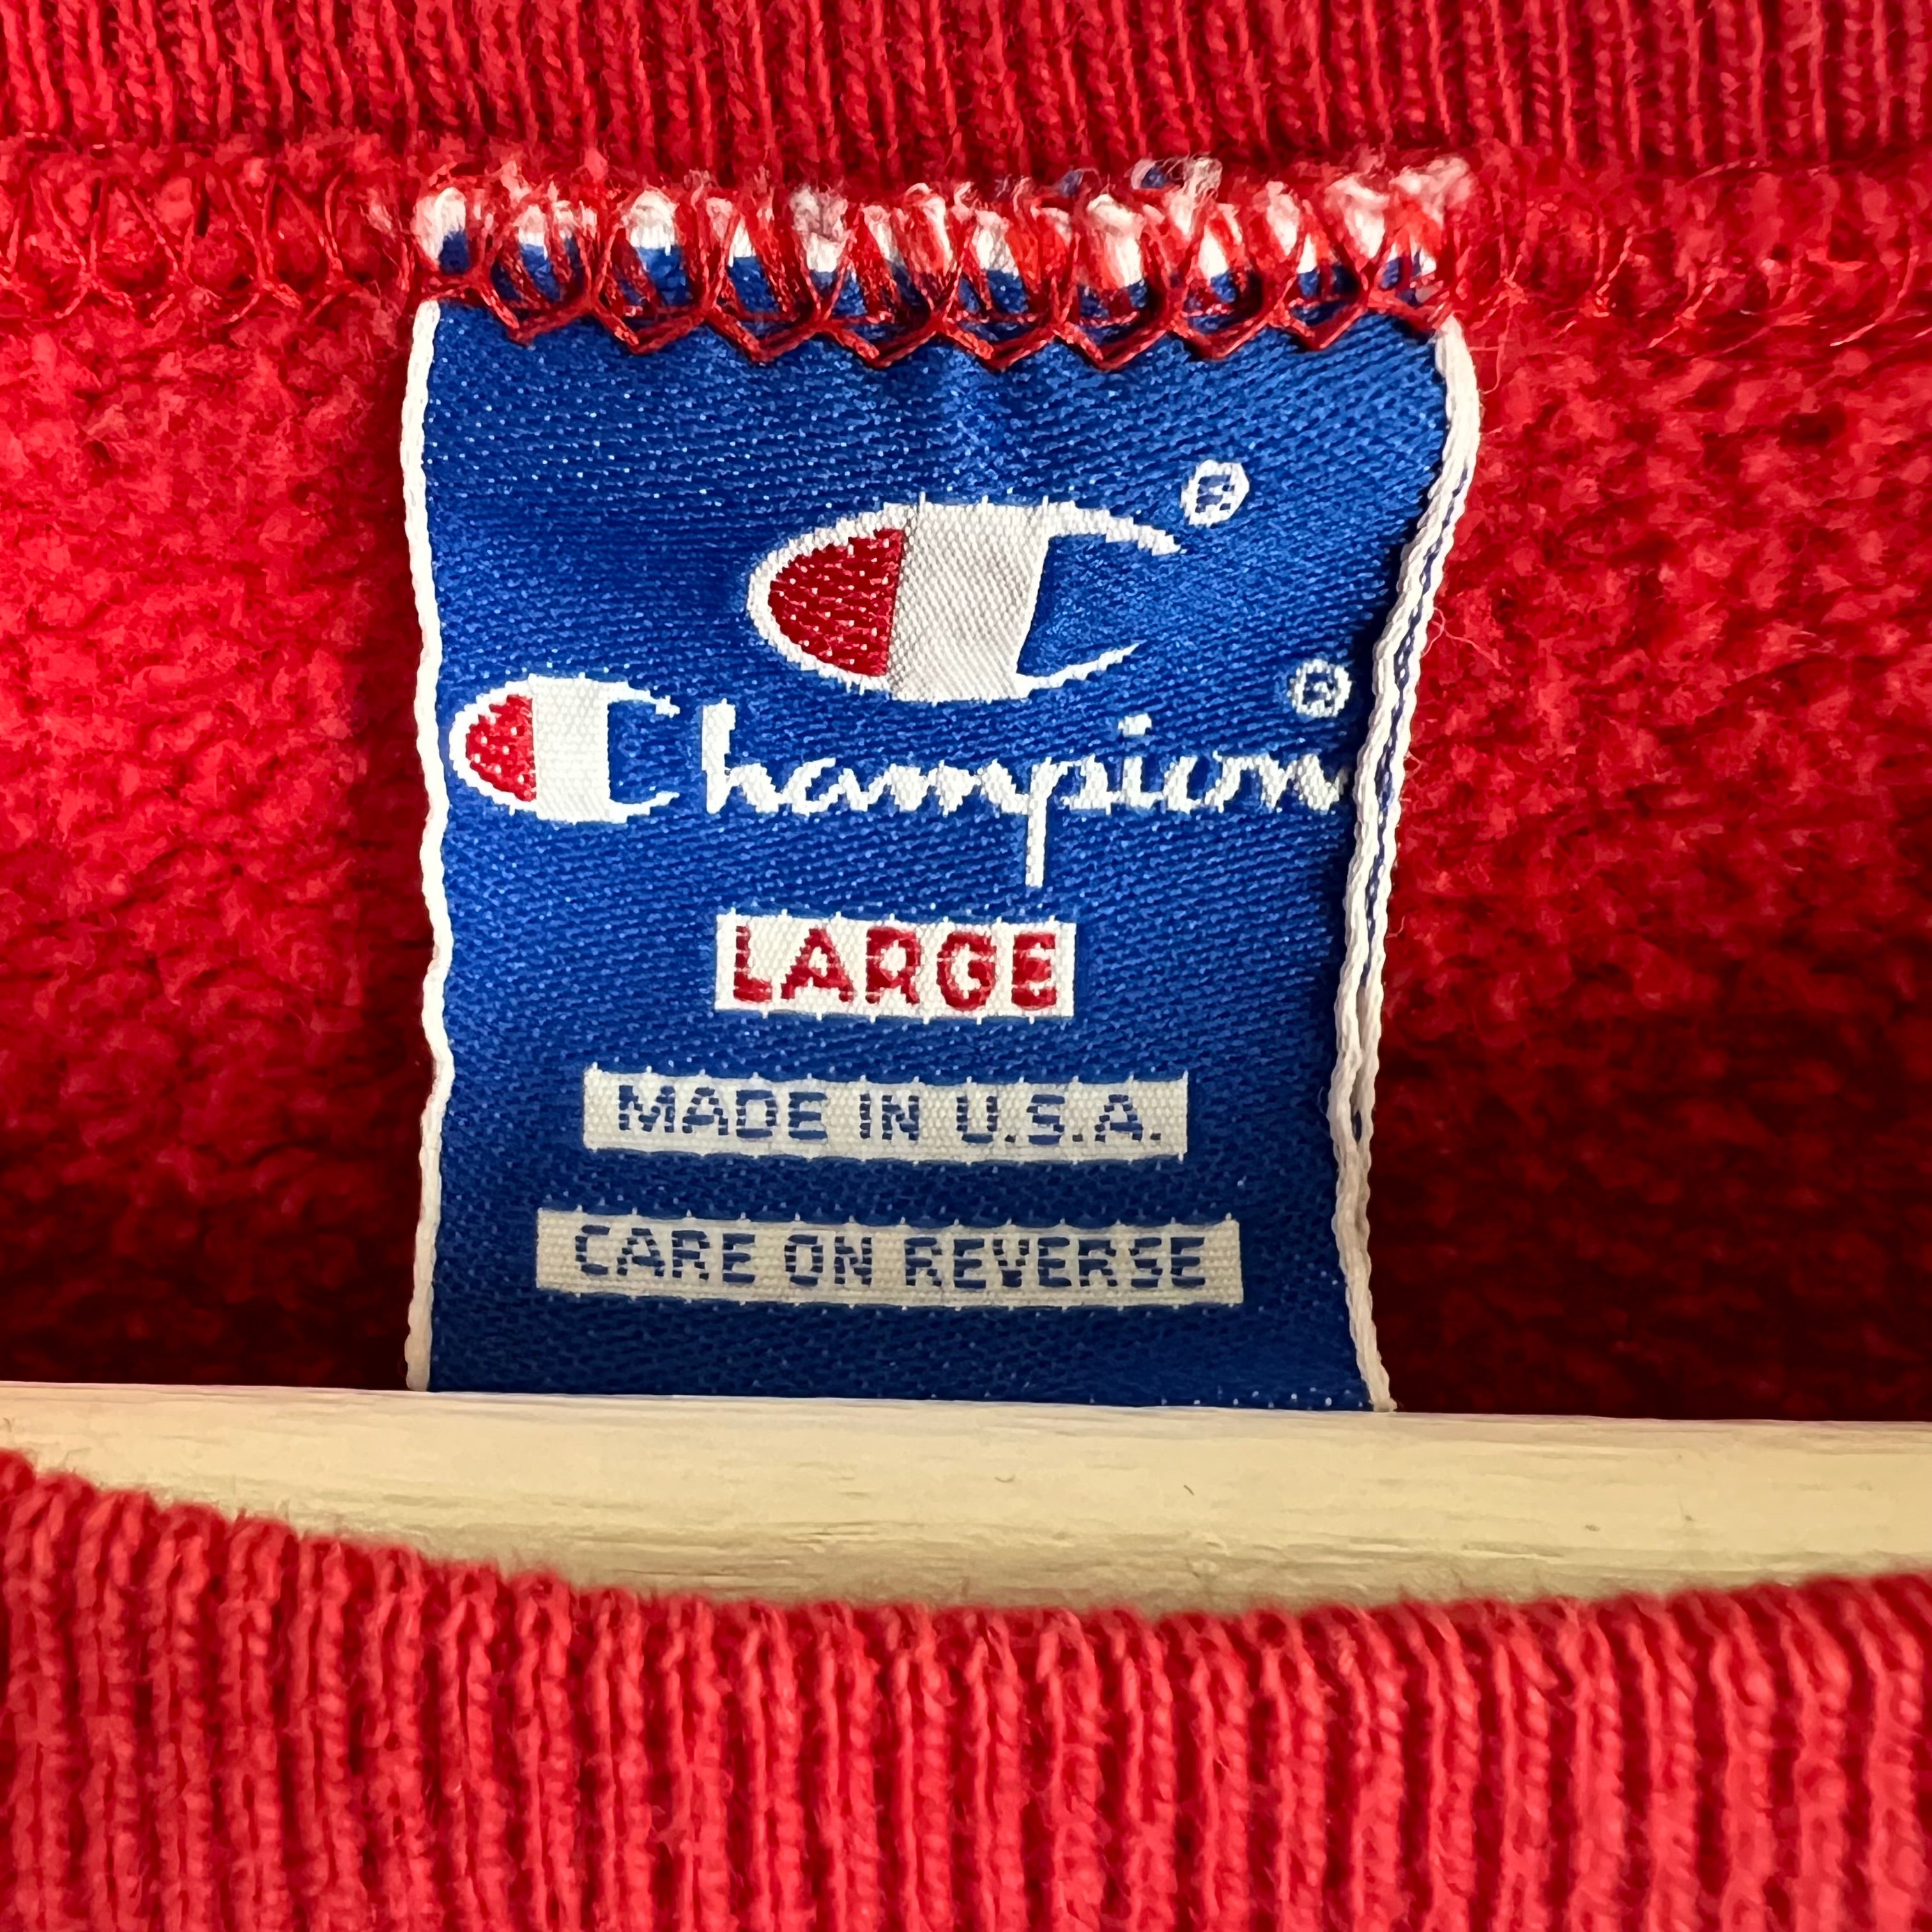 C®
Champion®
LARGE
MADE IN U.S.A.
CARE ON REVERSE